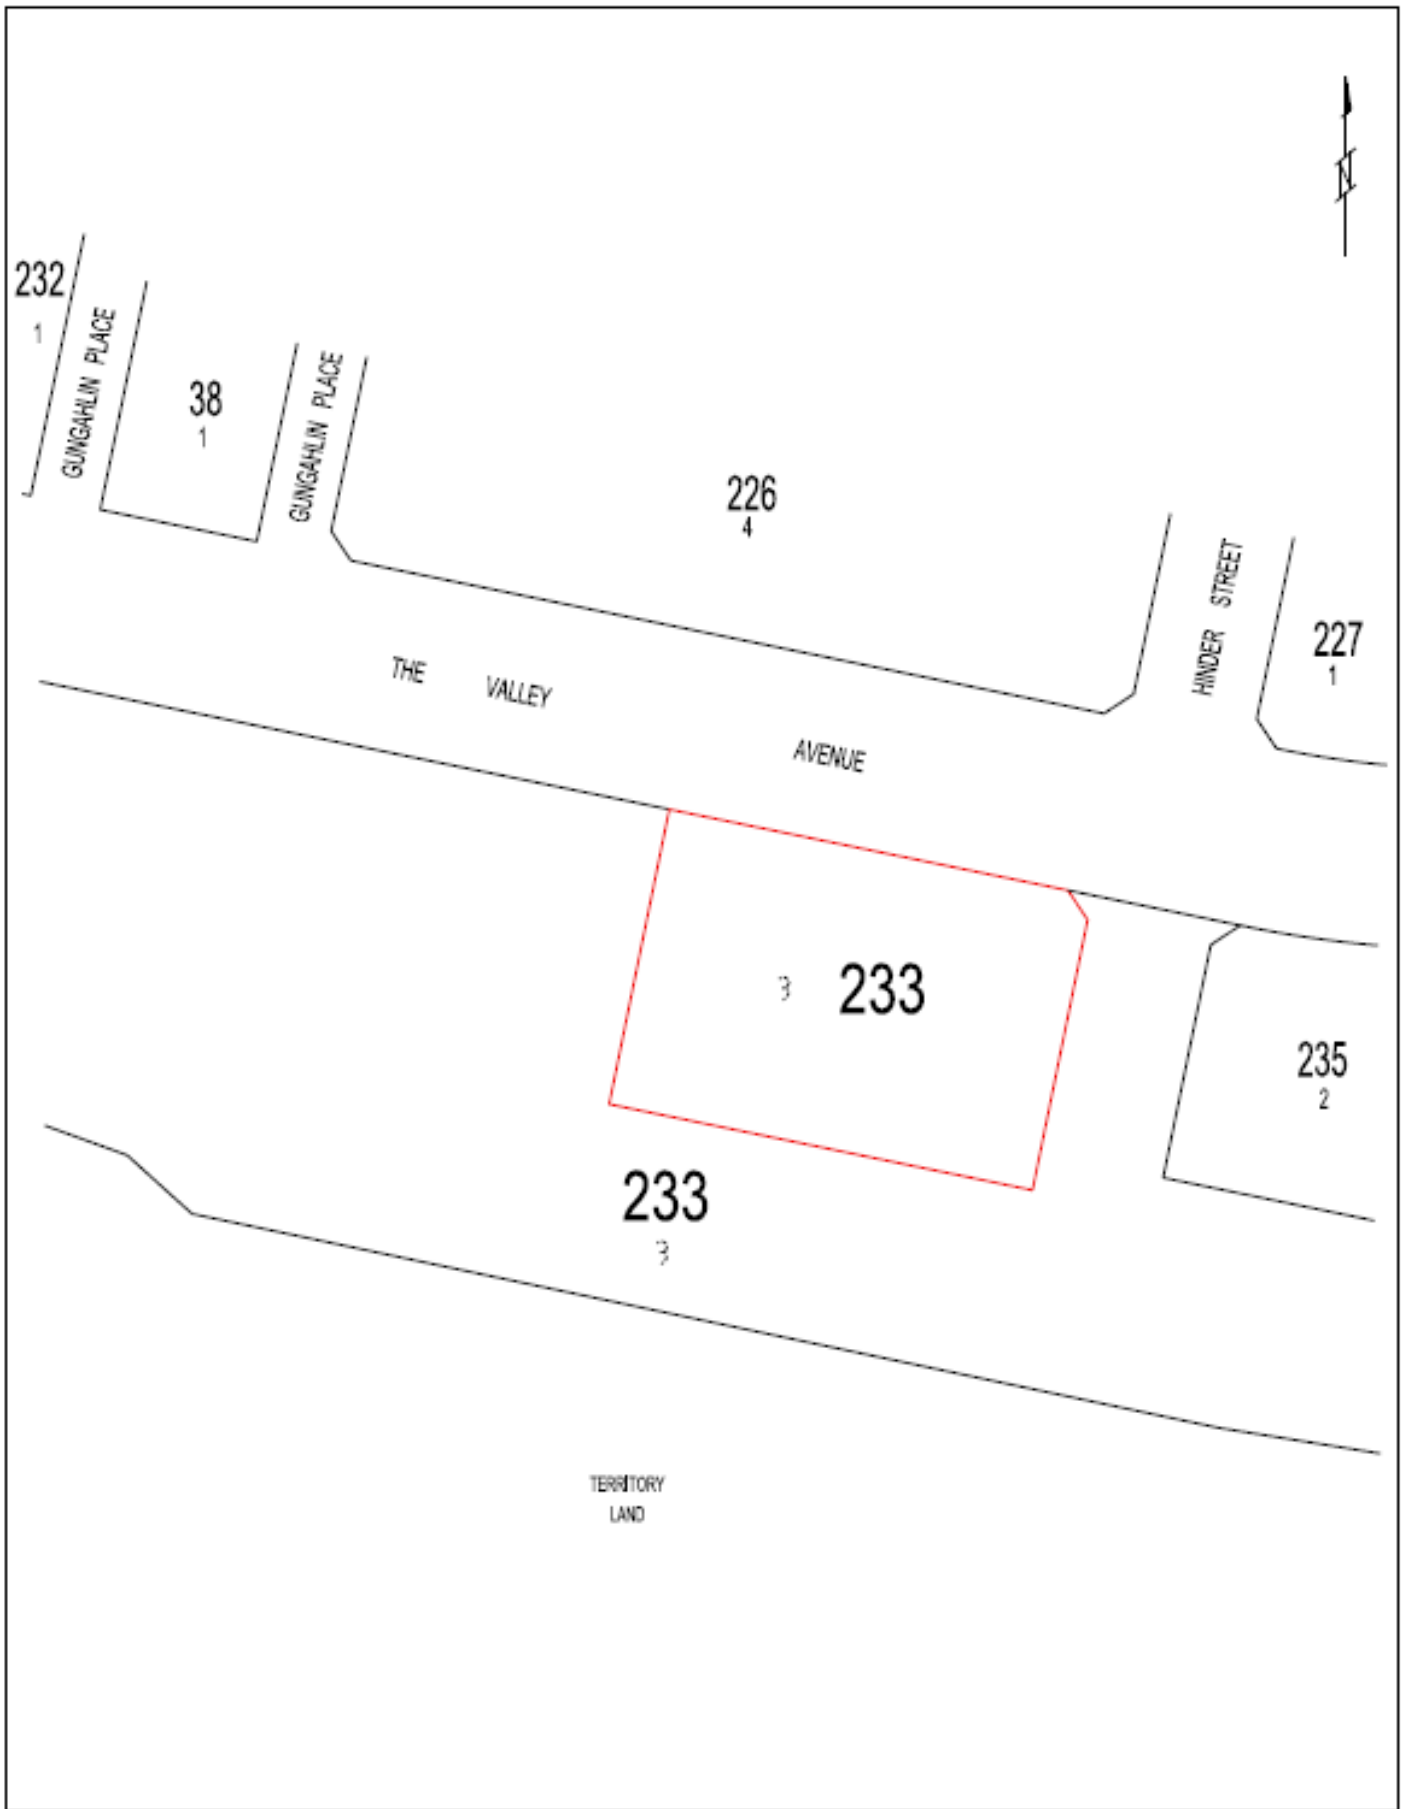 N
232
1
GUNGAHLIN PLACE
38
1
GUNGAHLIN PLACE
226
4
HINDER STREET
227
1
THE VALLEY AVENUE
3 233
235
2
233
3
TERRITORY
LAND